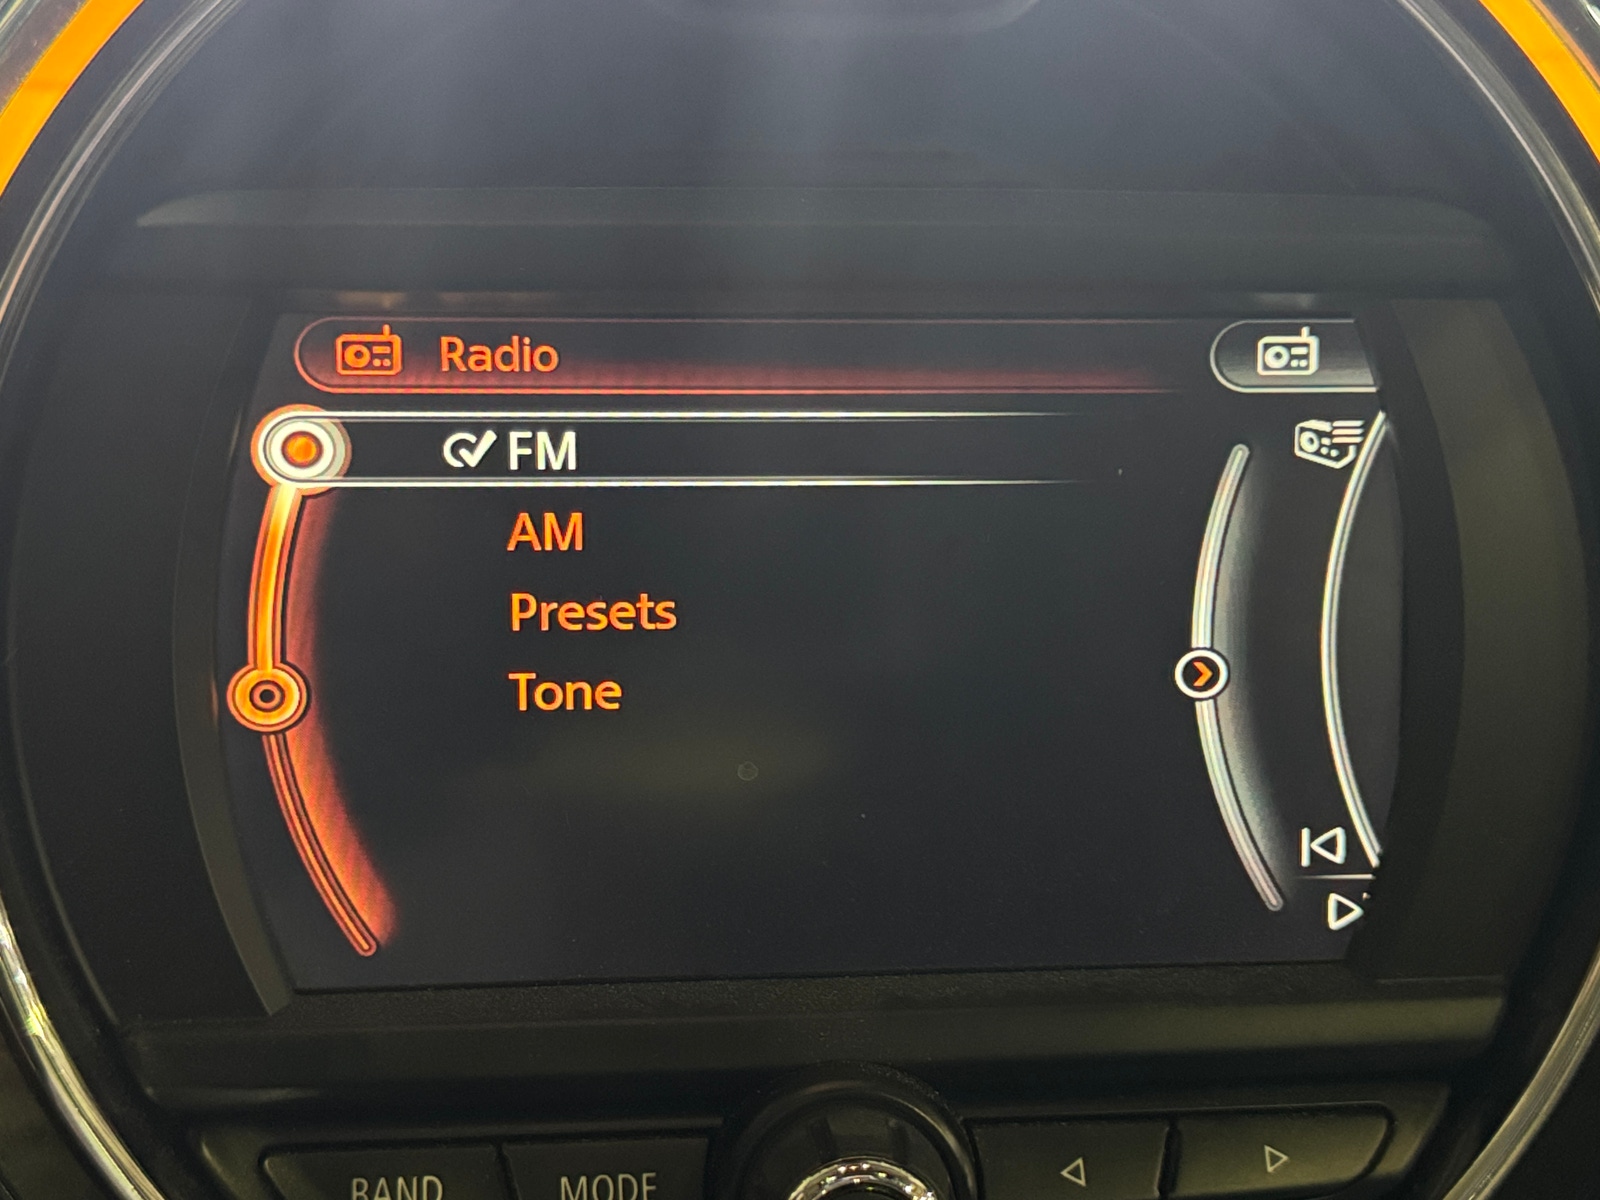 Radio
FM
AM
Presets
Tone
BAND
MODE